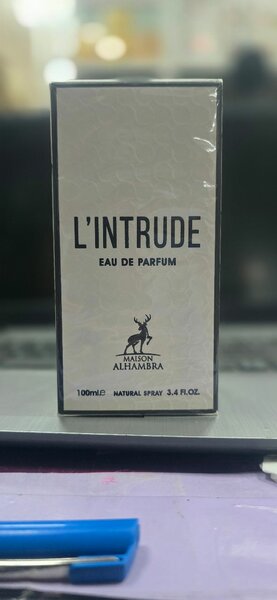 L'INTRUDE
EAU DE PARFUM
MAISON
ALHAMBRA
100ml.e NATURAL SPRAY 3.4 Fl.OZ.